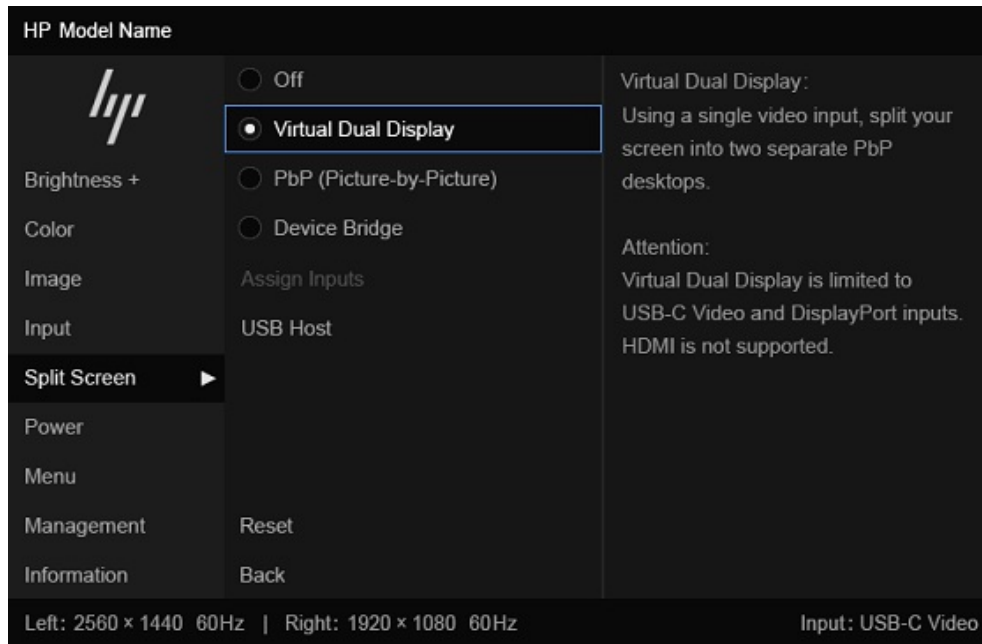 HP Model Name
hp
Brightness +
Color
Image
Input
Split Screen
Power
Menu
Management
Information
Off
Virtual Dual Display
PbP (Picture-by-Picture)
Device Bridge
Assign Inputs
USB Host
Reset
Back
Virtual Dual Display:
Using a single video input, split your
screen into two separate PbP
desktops.
Attention:
Virtual Dual Display is limited to
USB-C Video and DisplayPort inputs.
HDMI is not supported.
Left: 2560 × 1440 60Hz | Right: 1920 × 1080 60Hz
Input: USB-C Video